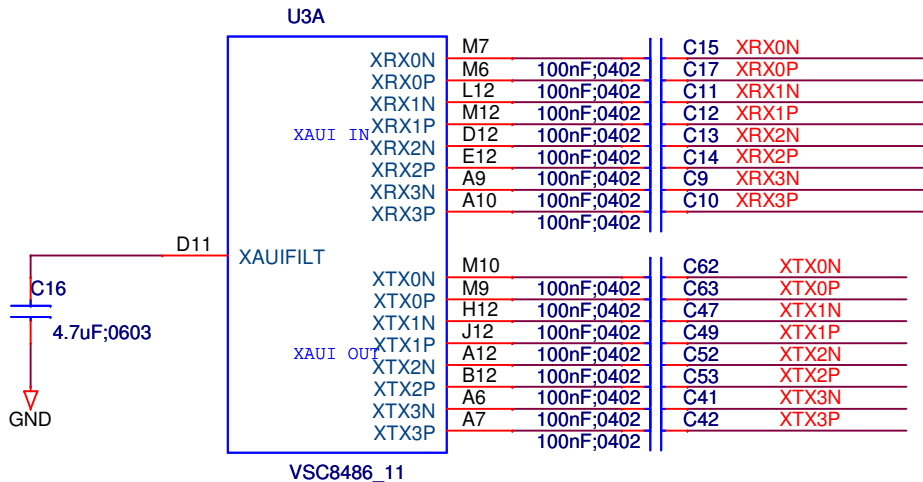 U3A
XRX0N M7 C15 XRX0N
XRX0P M6 100nF;0402 C17 XRX0P
XRX1N L12 100nF;0402 C11 XRX1N
XAUI IN XRX1P M12 100nF;0402 C12 XRX1P
XRX2N D12 100nF;0402 C13 XRX2N
XRX2P E12 100nF;0402 C14 XRX2P
XRX3N A9 100nF;0402 C9 XRX3N
XRX3P A10 100nF;0402 C10 XRX3P
100nF;0402
D11 XAUIFILT
XTX0N M10 C62 XTX0N
C16 XTX0P M9 100nF;0402 C63 XTX0P
XTX1N H12 100nF;0402 C47 XTX1N
4.7uF;0603 XAUI OUT XTX1P J12 100nF;0402 C49 XTX1P
XTX2N A12 100nF;0402 C52 XTX2N
XTX2P B12 100nF;0402 C53 XTX2P
XTX3N A6 100nF;0402 C41 XTX3N
GND XTX3P A7 100nF;0402 C42 XTX3P
100nF;0402
VSC8486_11